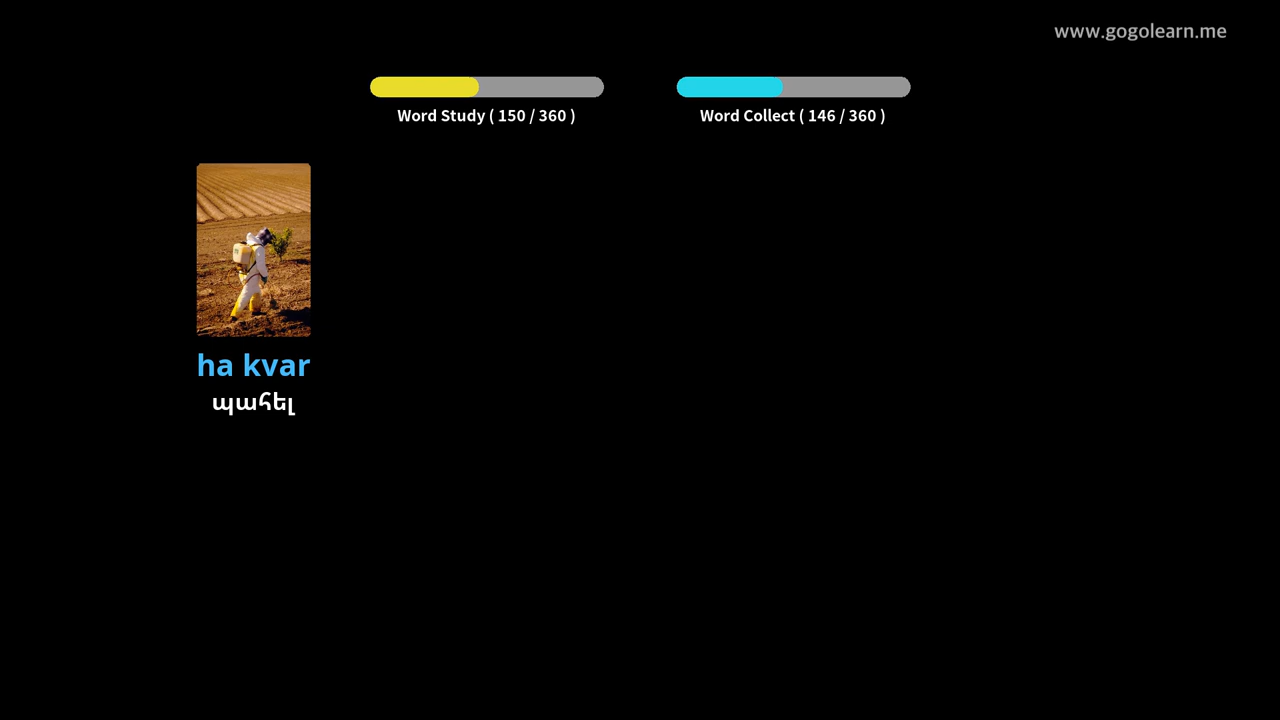 www.gogolearn.me
Word Study ( 150 / 360 )
Word Collect ( 146 / 360 )
ha kvar
պահել